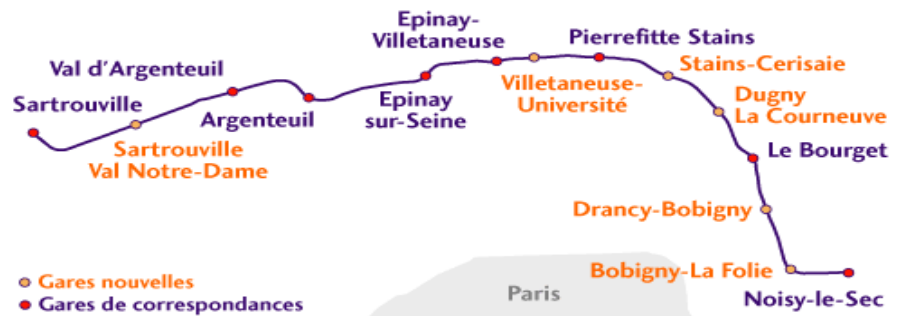 Epinay-
Villetaneuse
Pierrefitte Stains
Val d'Argenteuil
Stains-Cerisaie
Sartrouville
Villetaneuse-
Université
Epinay
sur-Seine
Dugny
La Courneuve
Argenteuil
Sartrouville
Val Notre-Dame
Le Bourget
Drancy-Bobigny
Bobigny-La Folie
Gares nouvelles
Paris
Noisy-le-Sec
Gares de correspondances